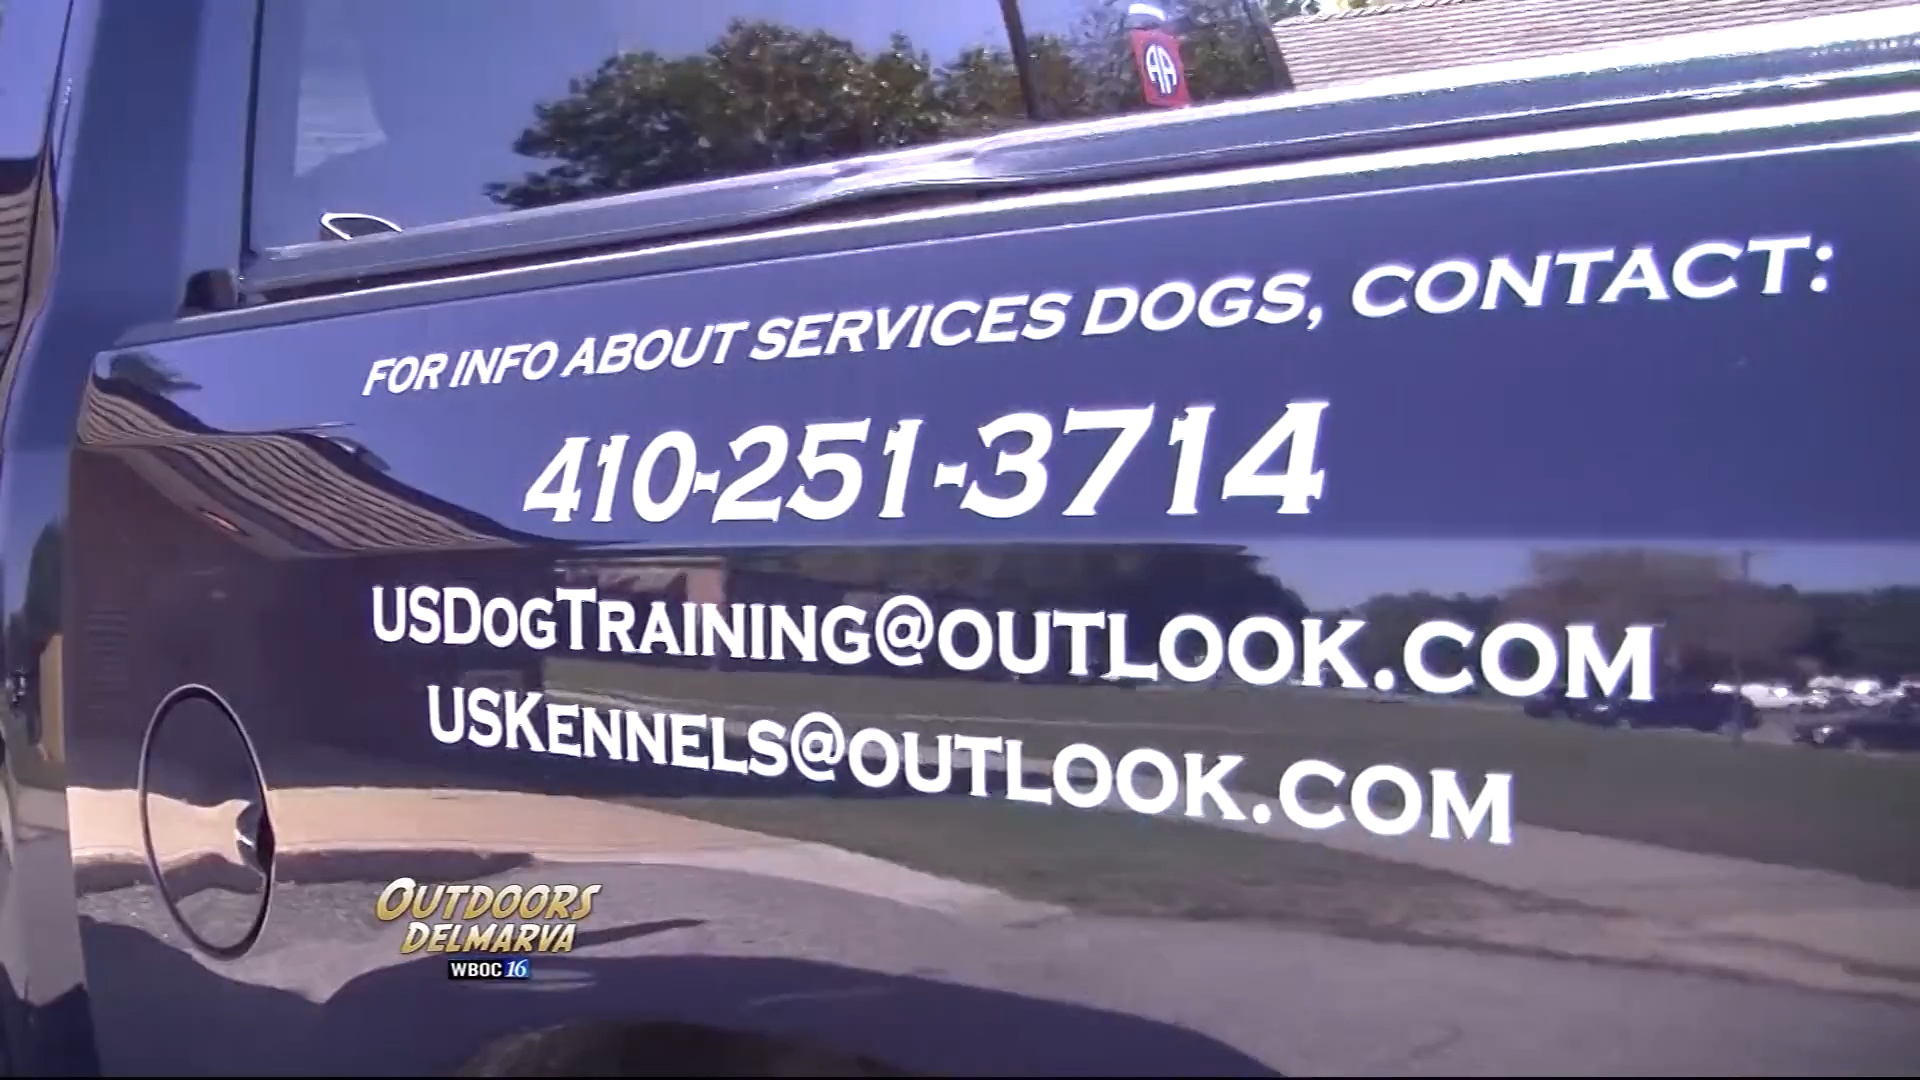 AA
FOR INFO ABOUT SERVICES DOGS, CONTACT:
410-251-3714
USDOGTRAINING@OUTLOOK.COM
USKENNELS@OUTLOOK.COM
OUTDOORS
DELMARVA
WBOC 16